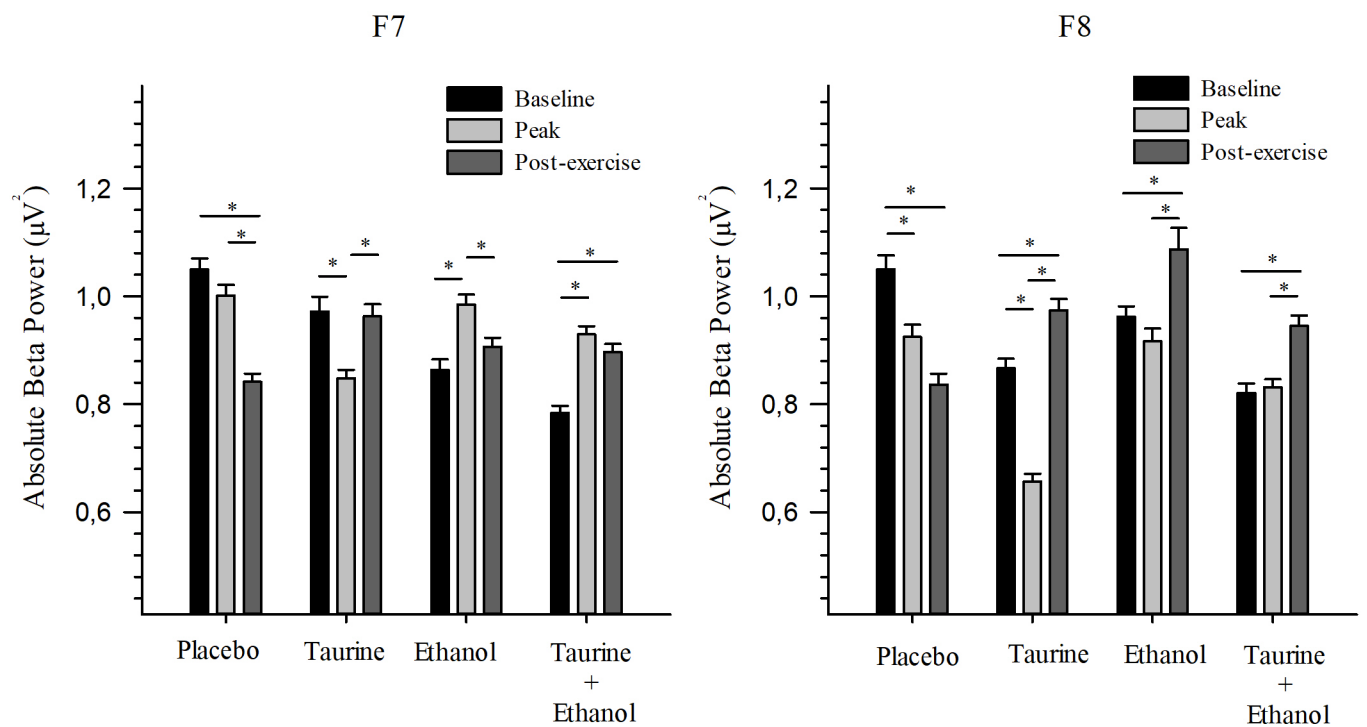 F7
Absolute Beta Power (µV²)
Baseline
Peak
Post-exercise
1,2
1,0
0,8
0,6
* * * * * * * *
Placebo Taurine Ethanol Taurine
+
Ethanol
F8
Absolute Beta Power (µV²)
Baseline
Peak
Post-exercise
1,2
1,0
0,8
0,6
* * * * * * * * *
Placebo Taurine Ethanol Taurine
+
Ethanol